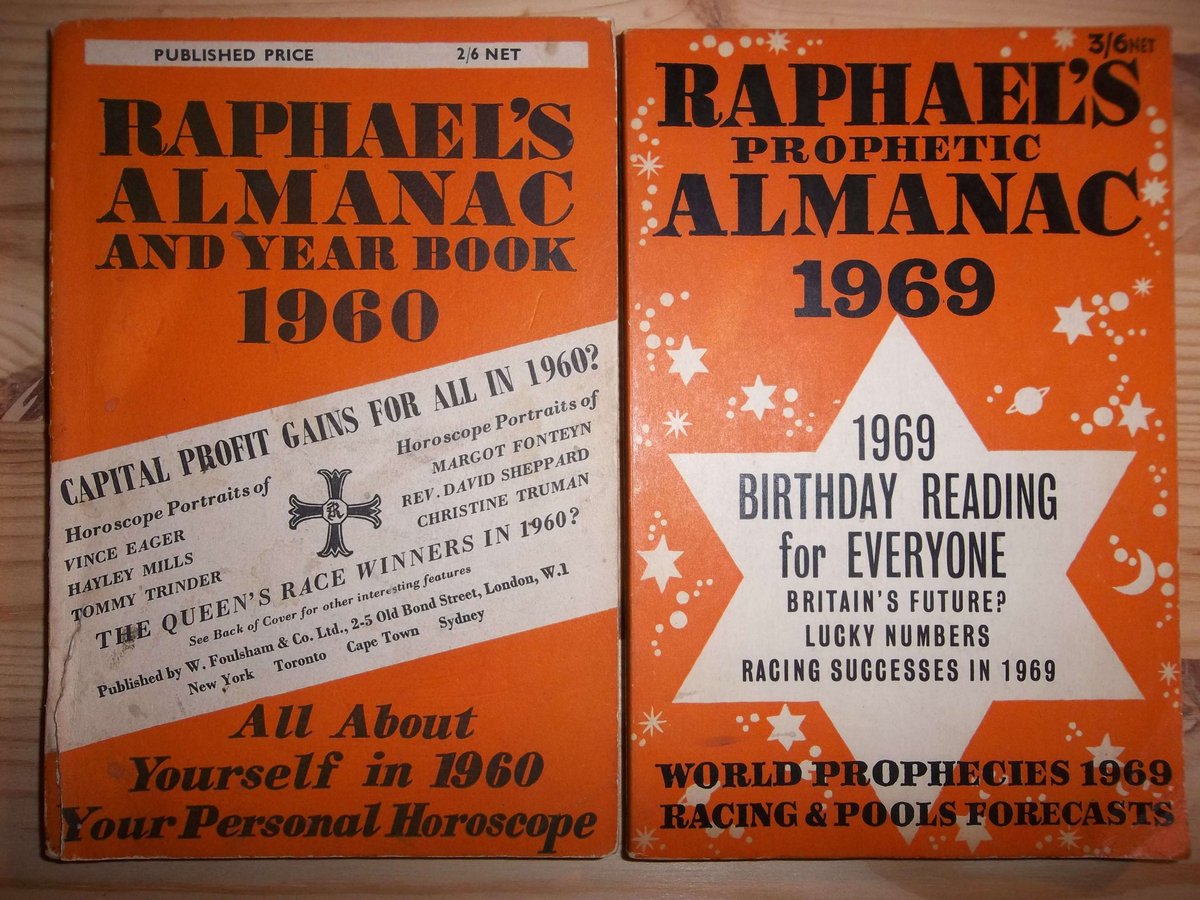 PUBLISHED PRICE 2/6 NET
RAPHAEL'S
ALMANAC
AND YEAR BOOK
1960
CAPITAL PROFIT GAINS FOR ALL IN 1960?
Horoscope Portraits of
VINCE EAGER
HAYLEY MILLS
TOMMY TRINDER
R
Horoscope Portraits of
MARGOT FONTEYN
REV. DAVID SHEPPARD
CHRISTINE TRUMAN
THE QUEEN'S RACE WINNERS IN 1960?
See Back of Cover for other interesting features
Published by W. Foulsham & Co. Ltd., 2-5 Old Bond Street, London, W.1
New York Toronto Cape Town Sydney
All About
Yourself in 1960
Your Personal Horoscope
3/6 NET
RAPHAEL'S
PROPHETIC
ALMANAC
1969
1969
BIRTHDAY READING
for EVERYONE
BRITAIN'S FUTURE?
LUCKY NUMBERS
RACING SUCCESSES IN 1969
WORLD PROPHECIES 1969
RACING & POOLS FORECASTS